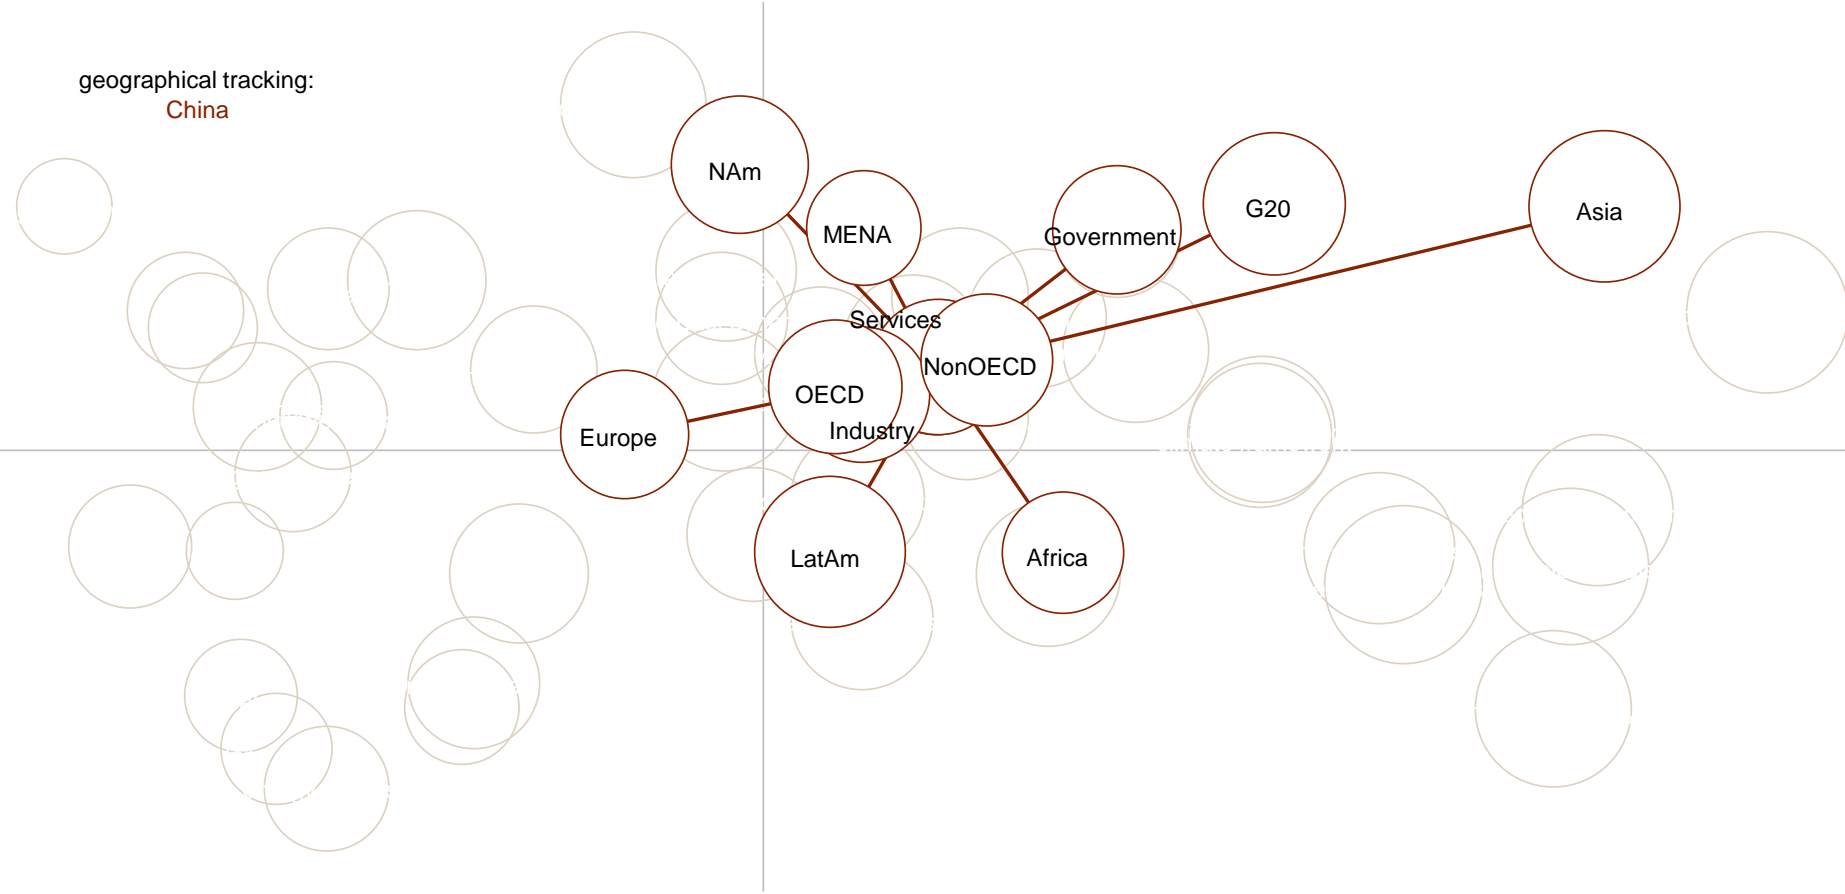 geographical tracking:
China
NAm
MENA
Government
G20
Asia
Services
NonOECD
OECD
Industry
Europe
LatAm
Africa